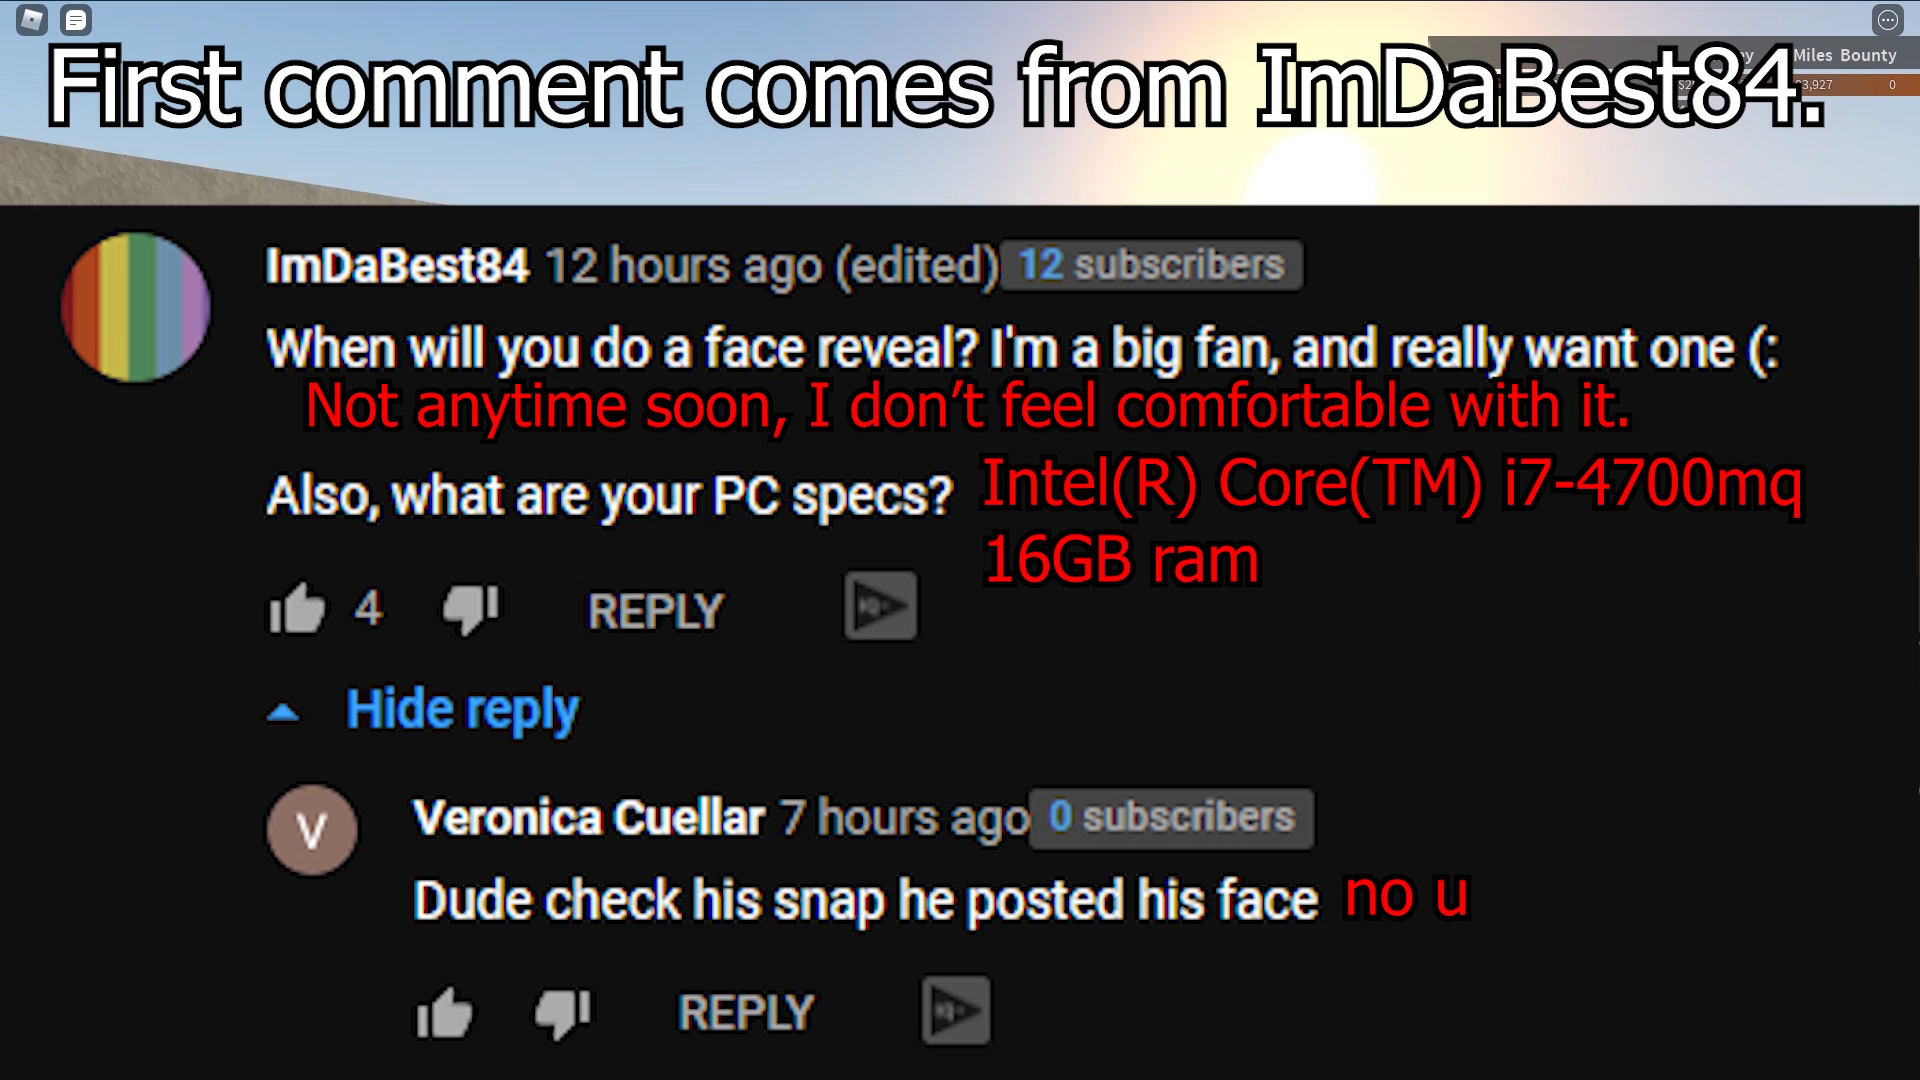 First comment comes from ImDaBest84.
Miles Bounty
3,927 0
ImDaBest84 12 hours ago (edited) 12 subscribers
When will you do a face reveal? I'm a big fan, and really want one (:
Not anytime soon, I don’t feel comfortable with it.
Also, what are your PC specs? Intel(R) Core(TM) i7-4700mq
16GB ram
4 REPLY
Hide reply
V
Veronica Cuellar 7 hours ago 0 subscribers
Dude check his snap he posted his face no u
REPLY